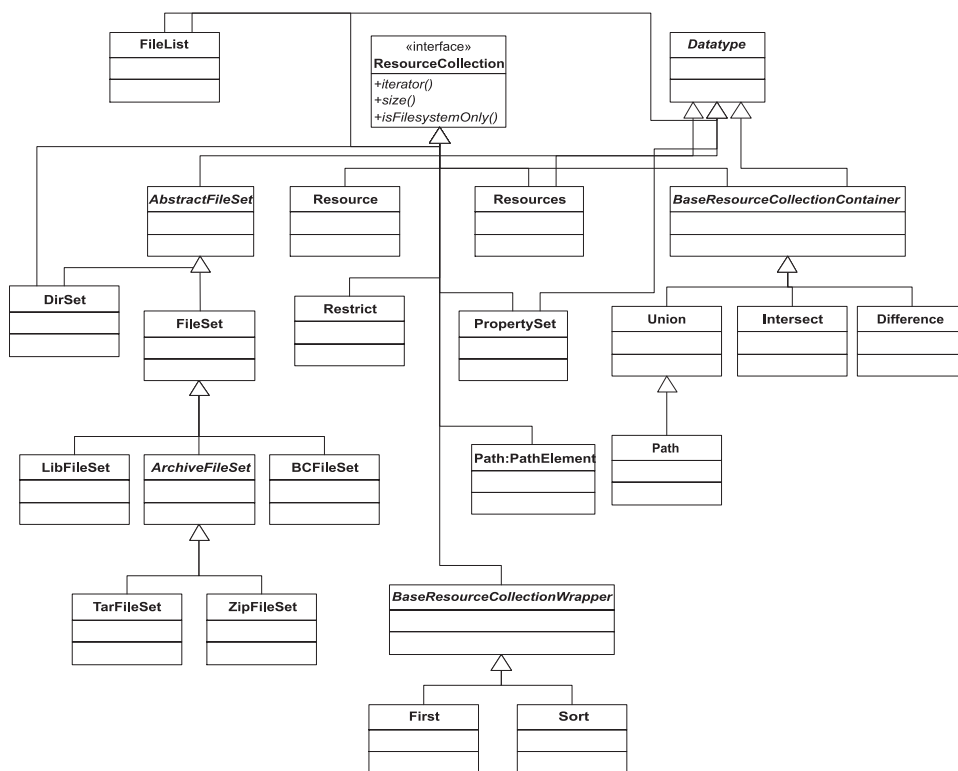 FileList
«interface»
ResourceCollection
+iterator()
+size()
+isFilesystemOnly()
Datatype
AbstractFileSet
Resource
Resources
BaseResourceCollectionContainer
DirSet
FileSet
Restrict
PropertySet
Union
Intersect
Difference
LibFileSet
ArchiveFileSet
BCFileSet
Path:PathElement
Path
TarFileSet
ZipFileSet
BaseResourceCollectionWrapper
First
Sort